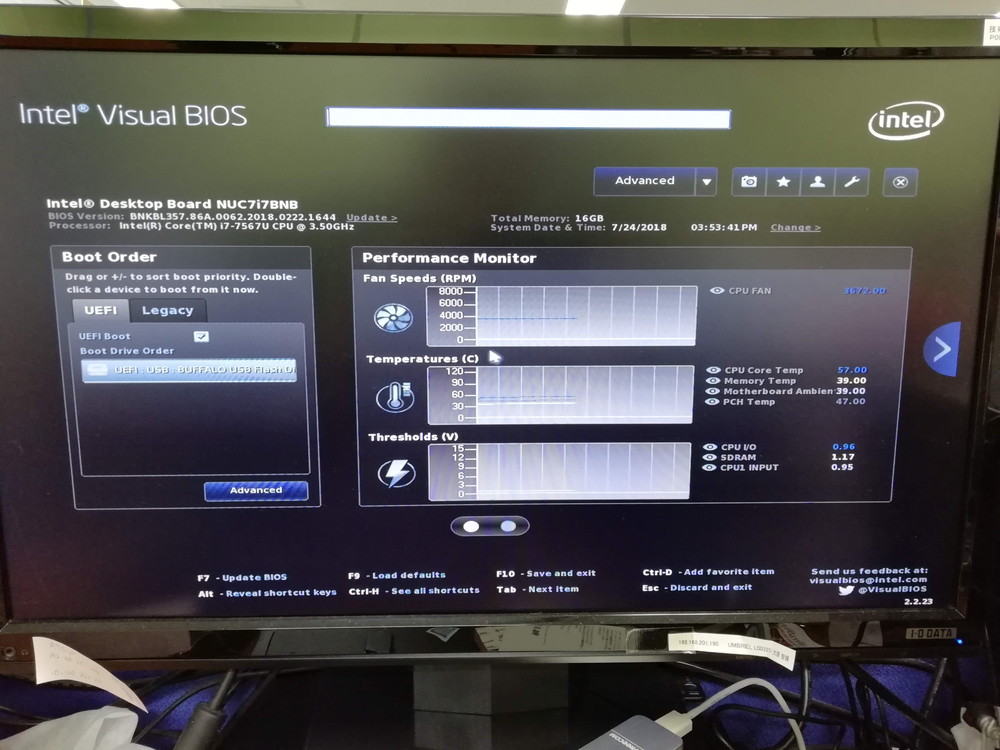 Intel® Visual BIOS
intel
Advanced
Intel® Desktop Board NUC7i7BNB
BIOS Version: BNKBL357.86A.0062.2018.0222.1644 Update >
Processor: Intel(R) Core(TM) i7-7567U CPU @ 3.50GHz
Total Memory: 16GB
System Date & Time: 7/24/2018 03:53:41 PM Change >
Boot Order
Drag or +/- to sort boot priority. Double-
click a device to boot from it now.
UEFI Legacy
UEFI Boot
Boot Drive Order
UEFI : USB : BUFFALO USB Flash Di
Advanced
Performance Monitor
Fan Speeds (RPM)
8000
6000
4000
2000
0
CPU FAN 3672.00
Temperatures (C)
120
90
60
30
0
CPU Core Temp 57.00
Memory Temp 39.00
Motherboard Ambien 39.00
PCH Temp 47.00
Thresholds (V)
15
12
9
6
3
0
CPU I/O 0.96
SDRAM 1.17
CPU1 INPUT 0.95
F7 - Update BIOS
F9 - Load defaults
F10 - Save and exit
Ctrl-D - Add favorite item
Alt - Reveal shortcut keys
Ctrl-H - See all shortcuts
Tab - Next item
Esc - Discard and exit
Send us feedback at:
visualbios@intel.com
@VisualBIOS
2.2.23
I-O DATA